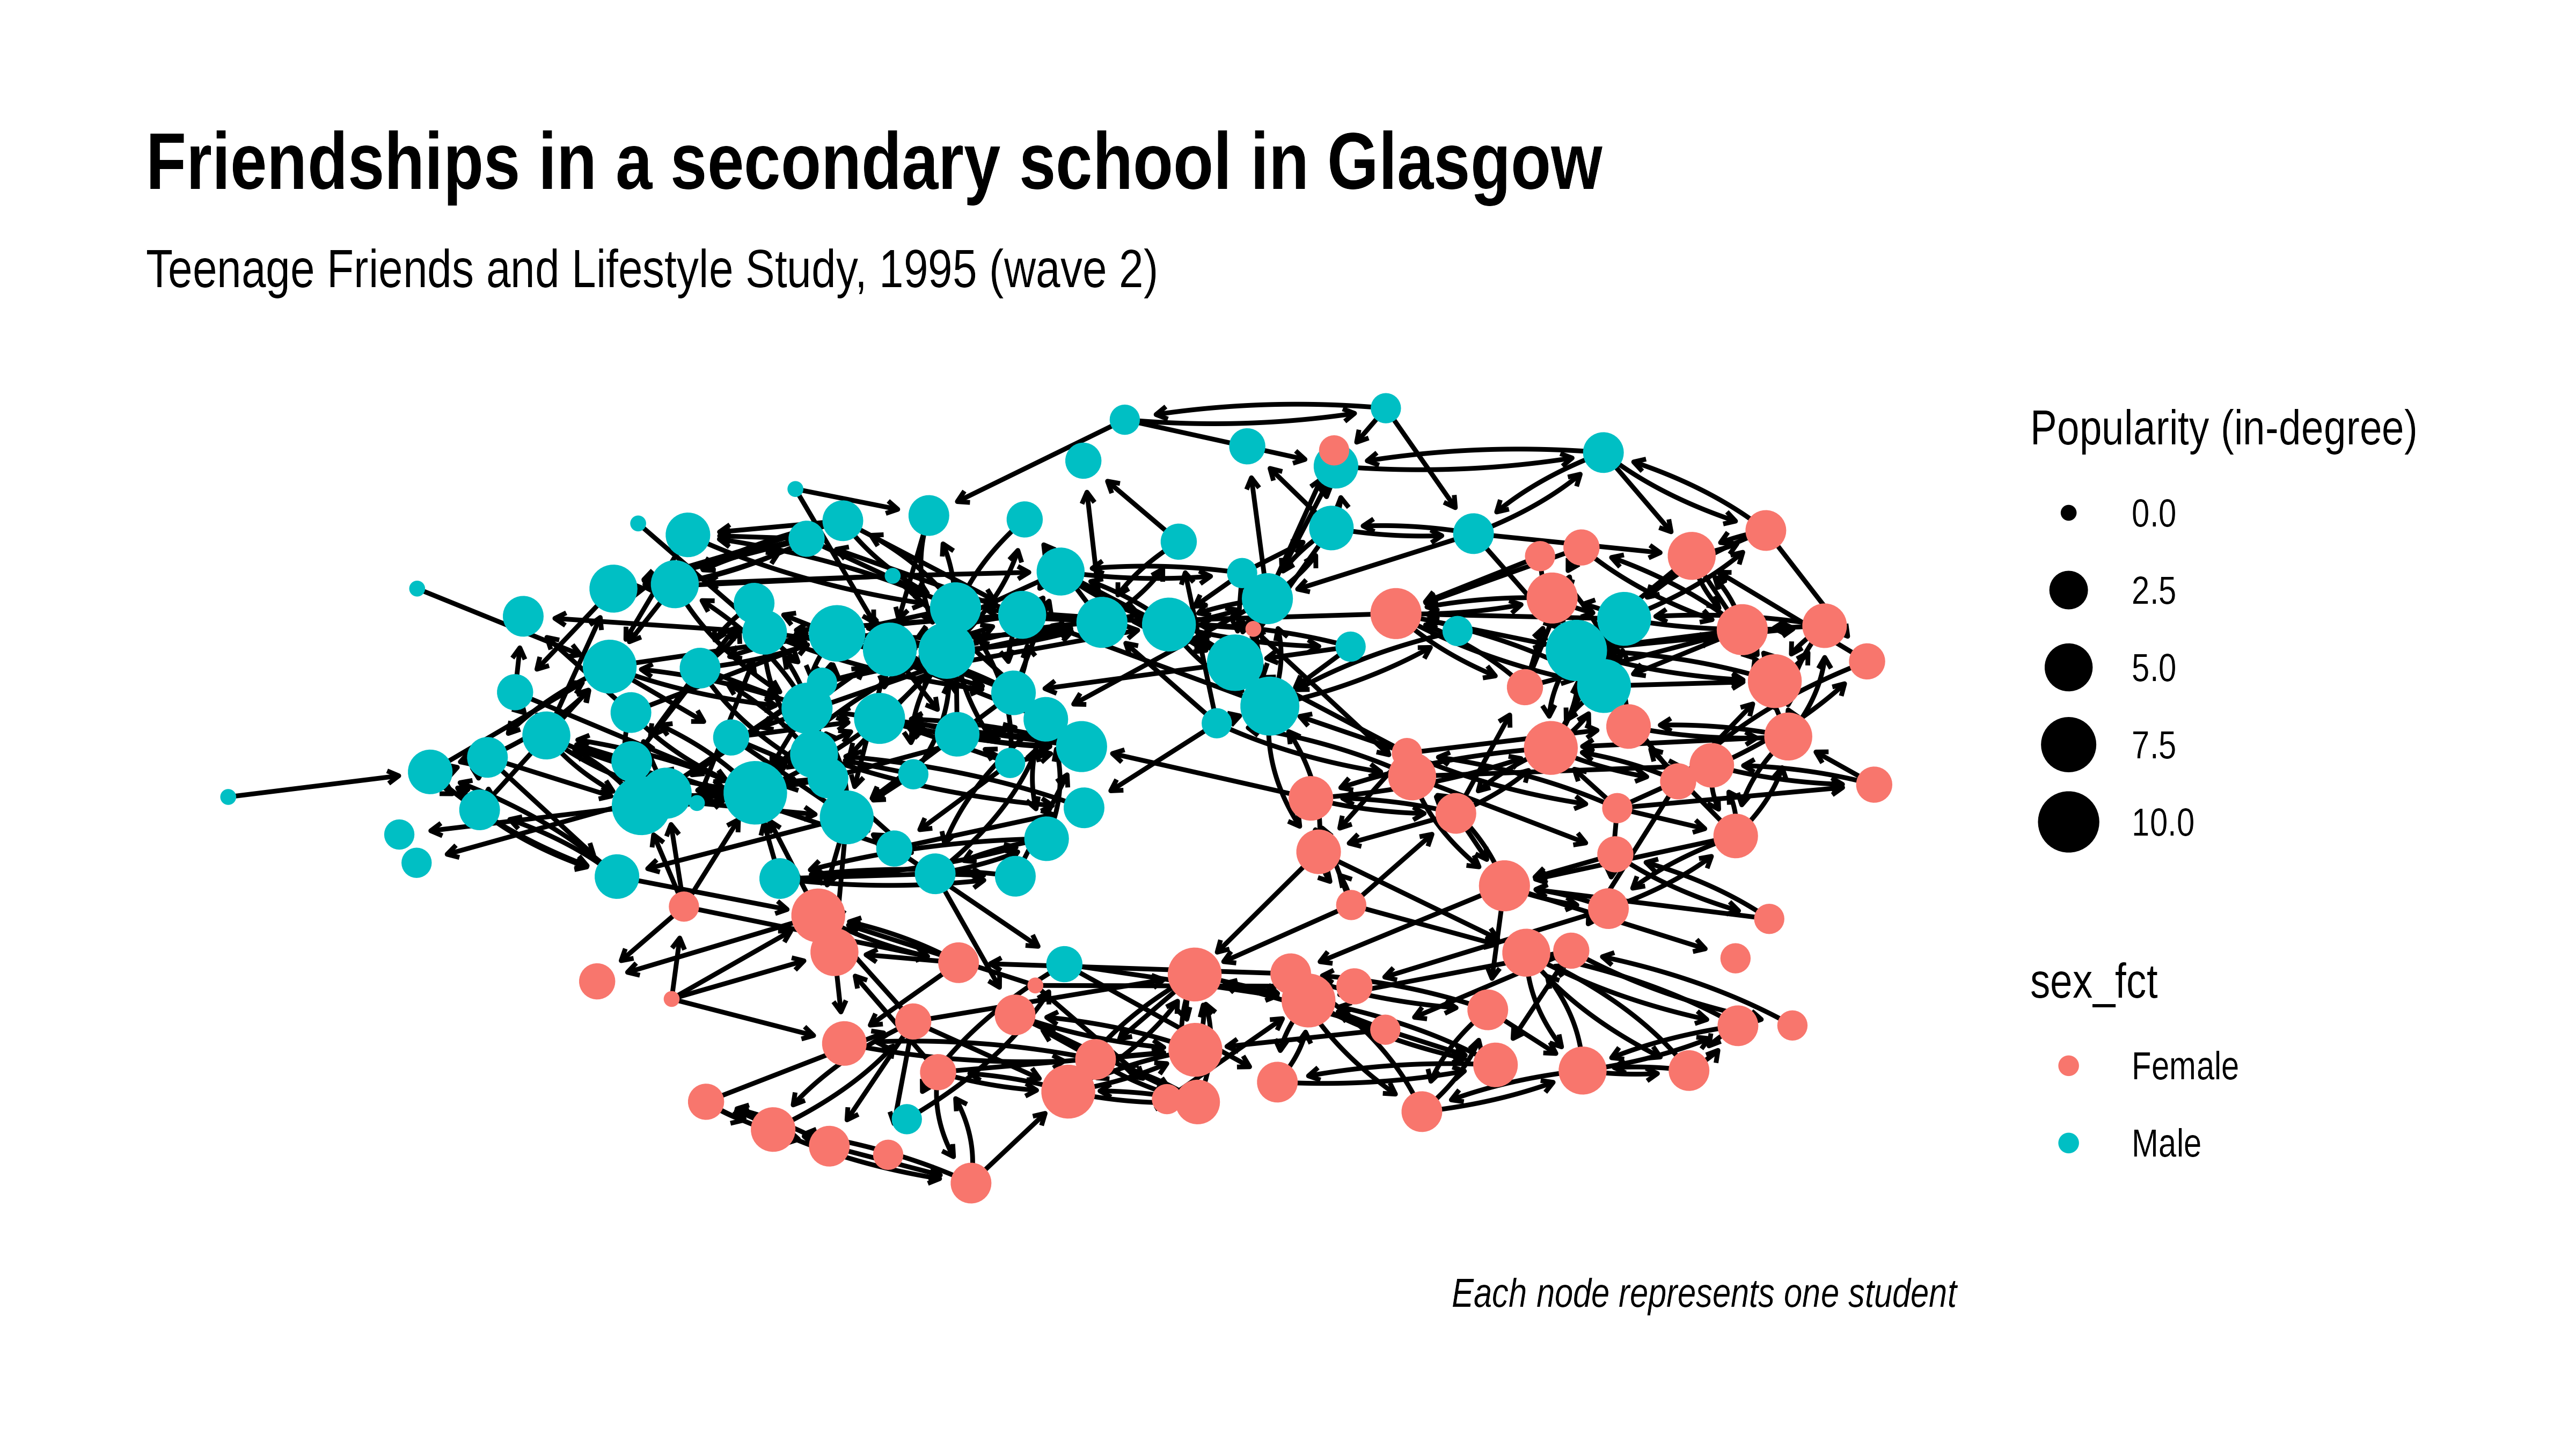 Friendships in a secondary school in Glasgow
Teenage Friends and Lifestyle Study, 1995 (wave 2)
Popularity (in-degree)
0.0
2.5
5.0
7.5
10.0
sex_fct
Female
Male
Each node represents one student